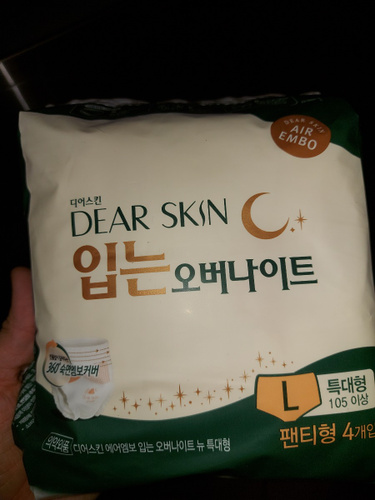 DEAR SKIN
AIR
EMBO
디어스킨
DEAR SKIN
입는 오버나이트
360˚ 숙면엠보커버
L
특대형
105 이상
팬티형 4개입
의약외품 디어스킨 에어엠보 입는 오버나이트 뉴 특대형